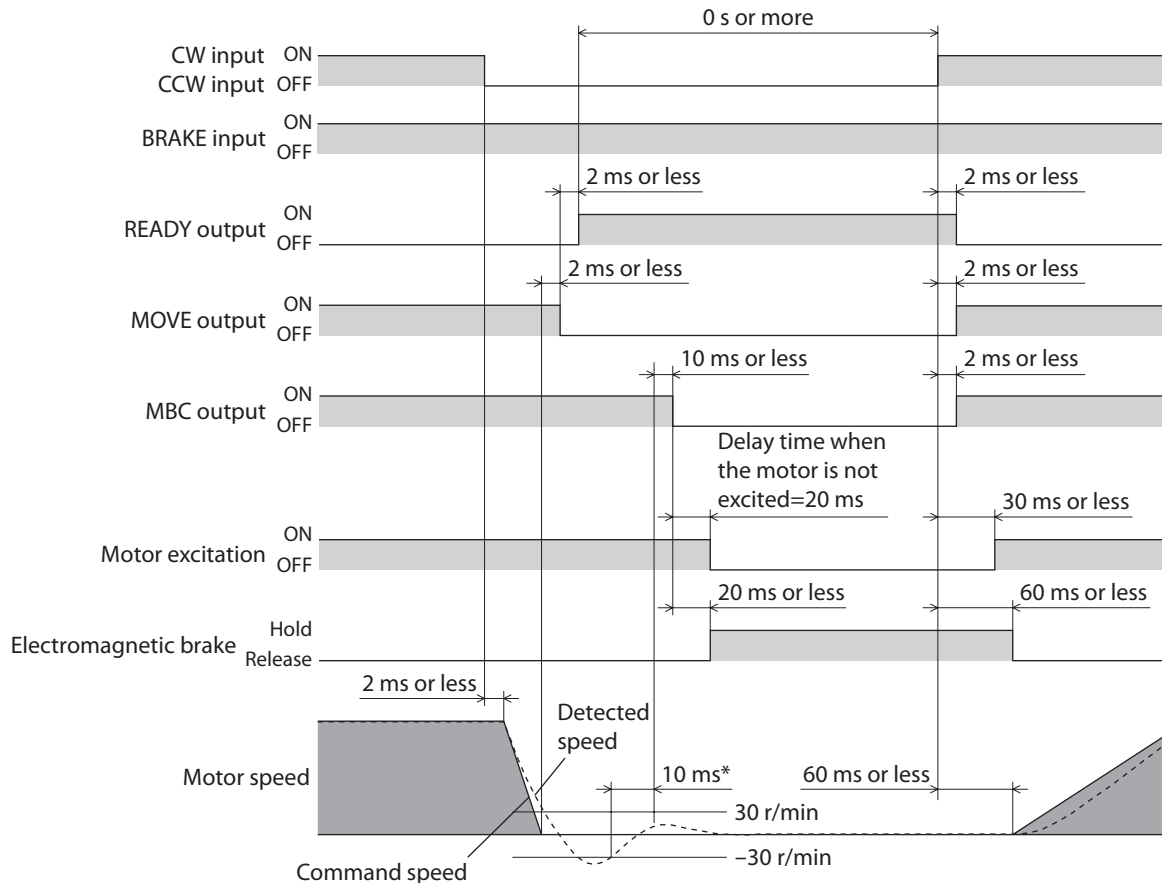 0 s or more
CW input ON
CCW input OFF
BRAKE input ON
OFF
2 ms or less 2 ms or less
READY output ON
OFF
2 ms or less 2 ms or less
MOVE output ON
OFF
10 ms or less 2 ms or less
MBC output ON
OFF
Delay time when
the motor is not
excited=20 ms
30 ms or less
Motor excitation ON
OFF
20 ms or less 60 ms or less
Electromagnetic brake Hold
Release
2 ms or less
Detected
speed
Motor speed
10 ms*
60 ms or less
30 r/min
–30 r/min
Command speed